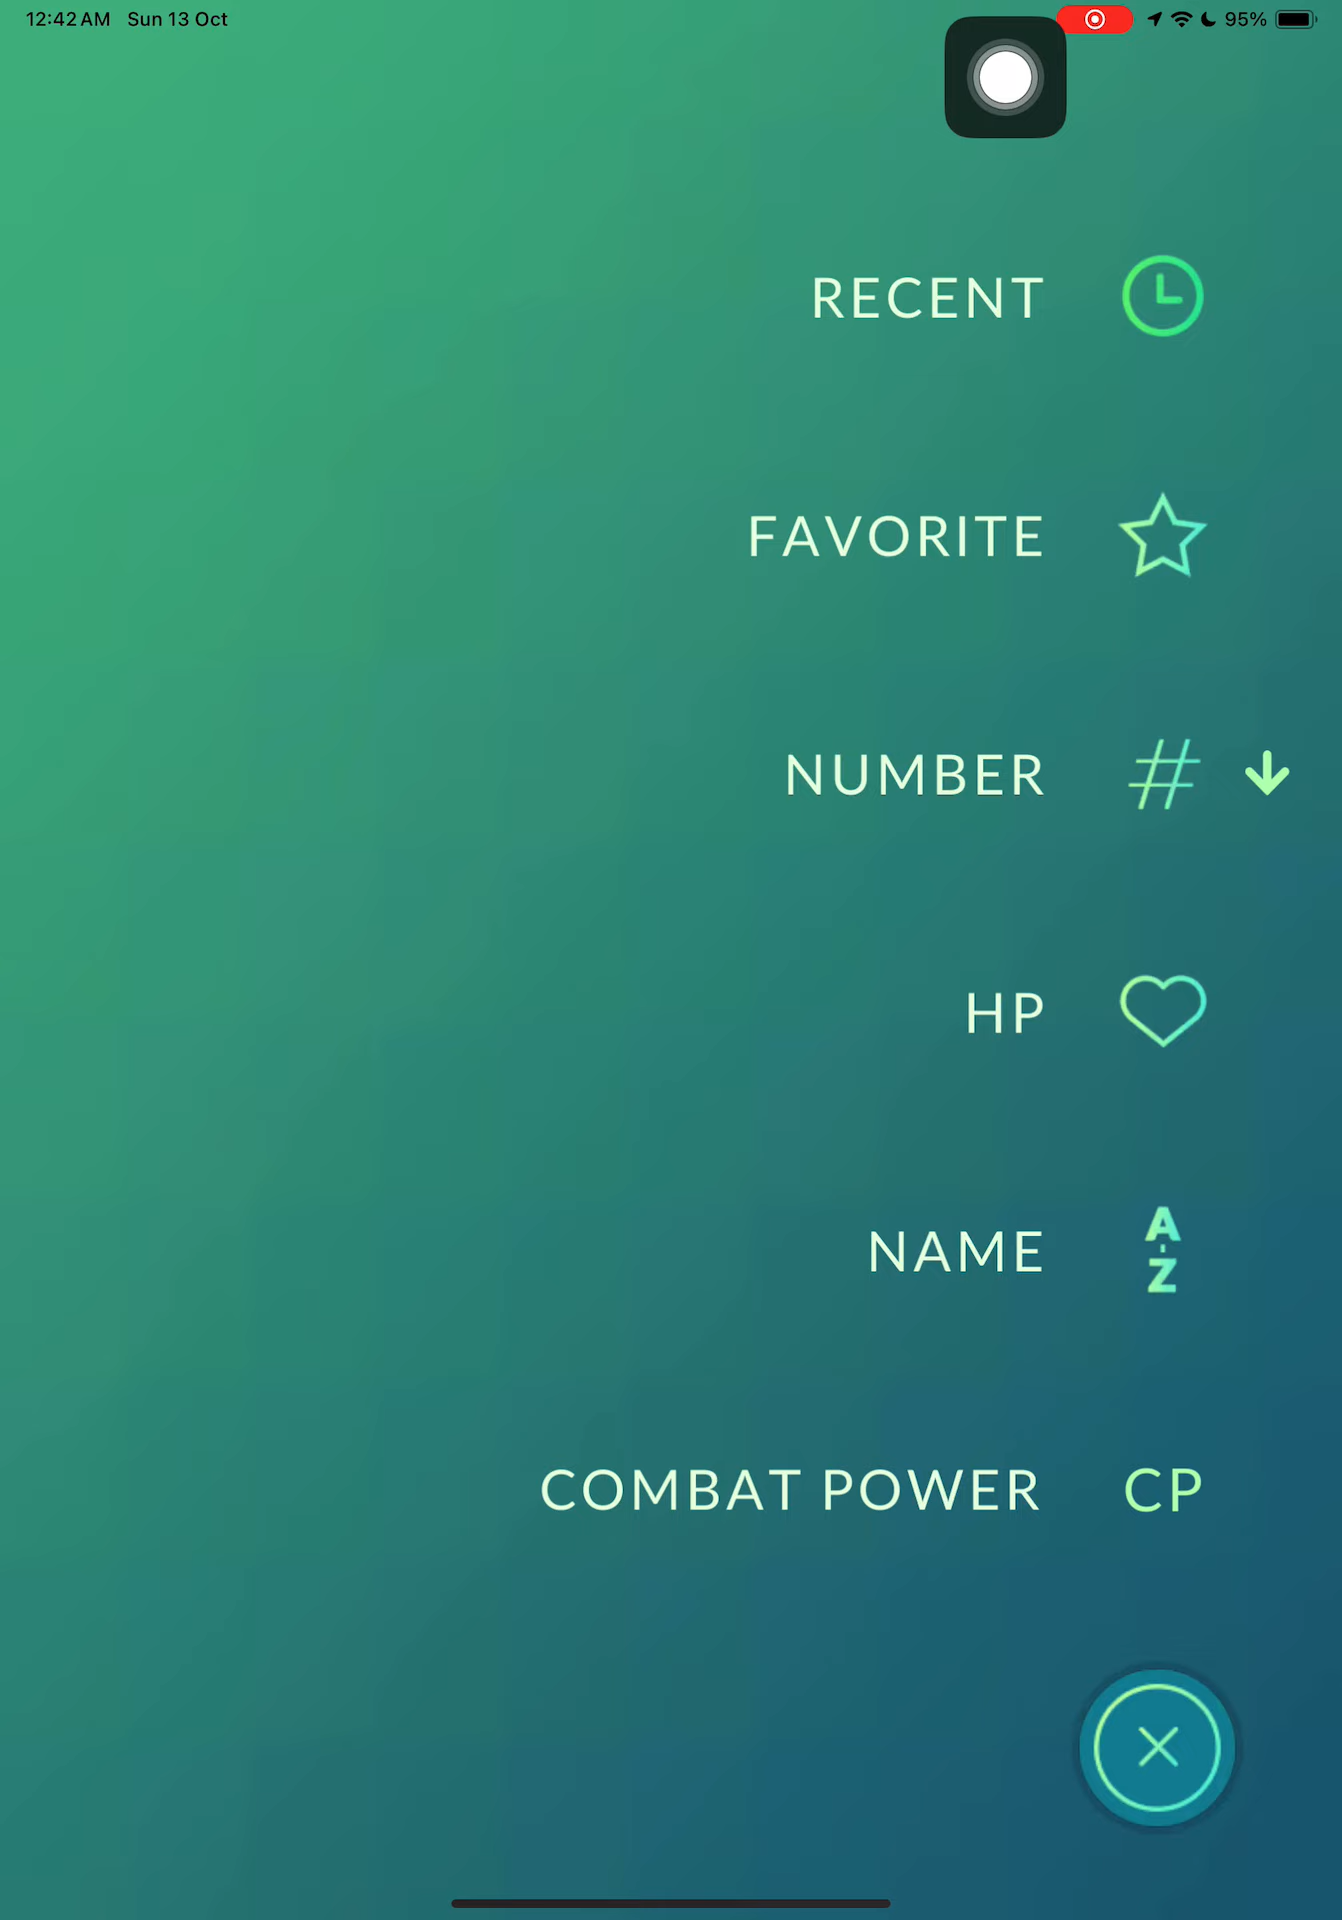 12:42 AM Sun 13 Oct 95%
RECENT
FAVORITE
NUMBER #
HP
NAME A-Z
COMBAT POWER CP